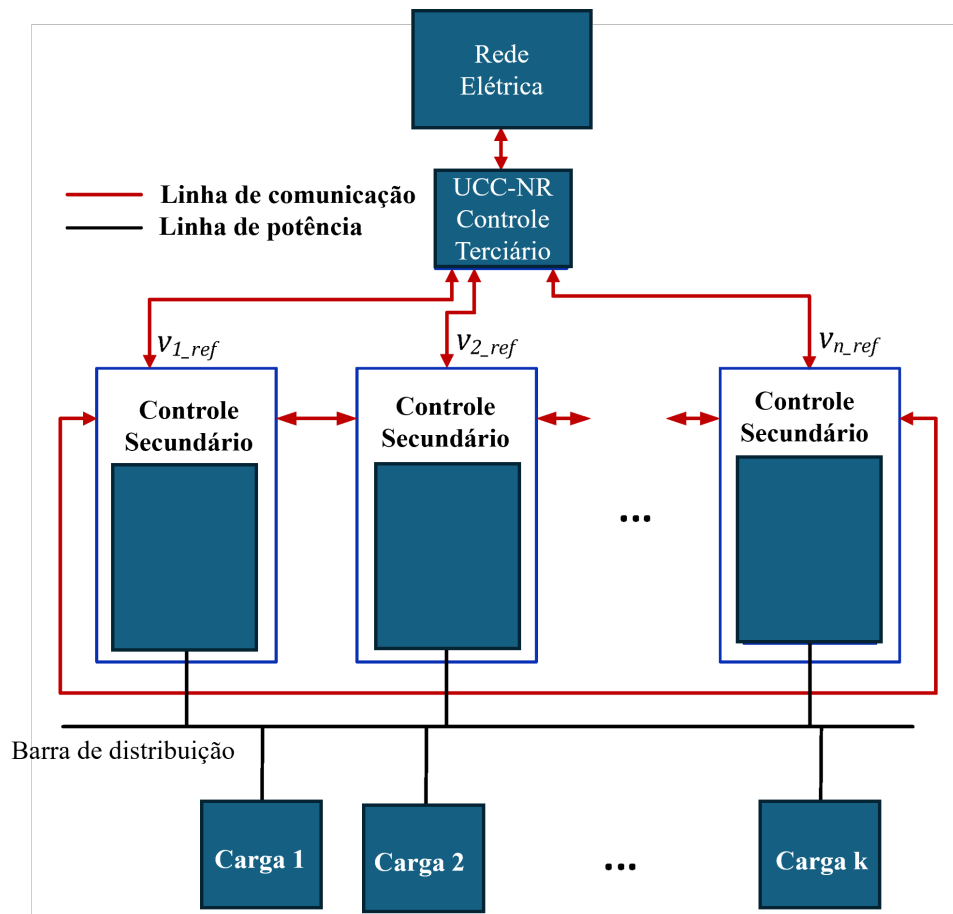 Rede
Elétrica
UCC-NR
Controle
Terciário
Linha de comunicação
Linha de potência
v1_ref
v2_ref
vn_ref
Controle
Secundário
Controle
Secundário
...
Controle
Secundário
Barra de distribuição
Carga 1
Carga 2
...
Carga k